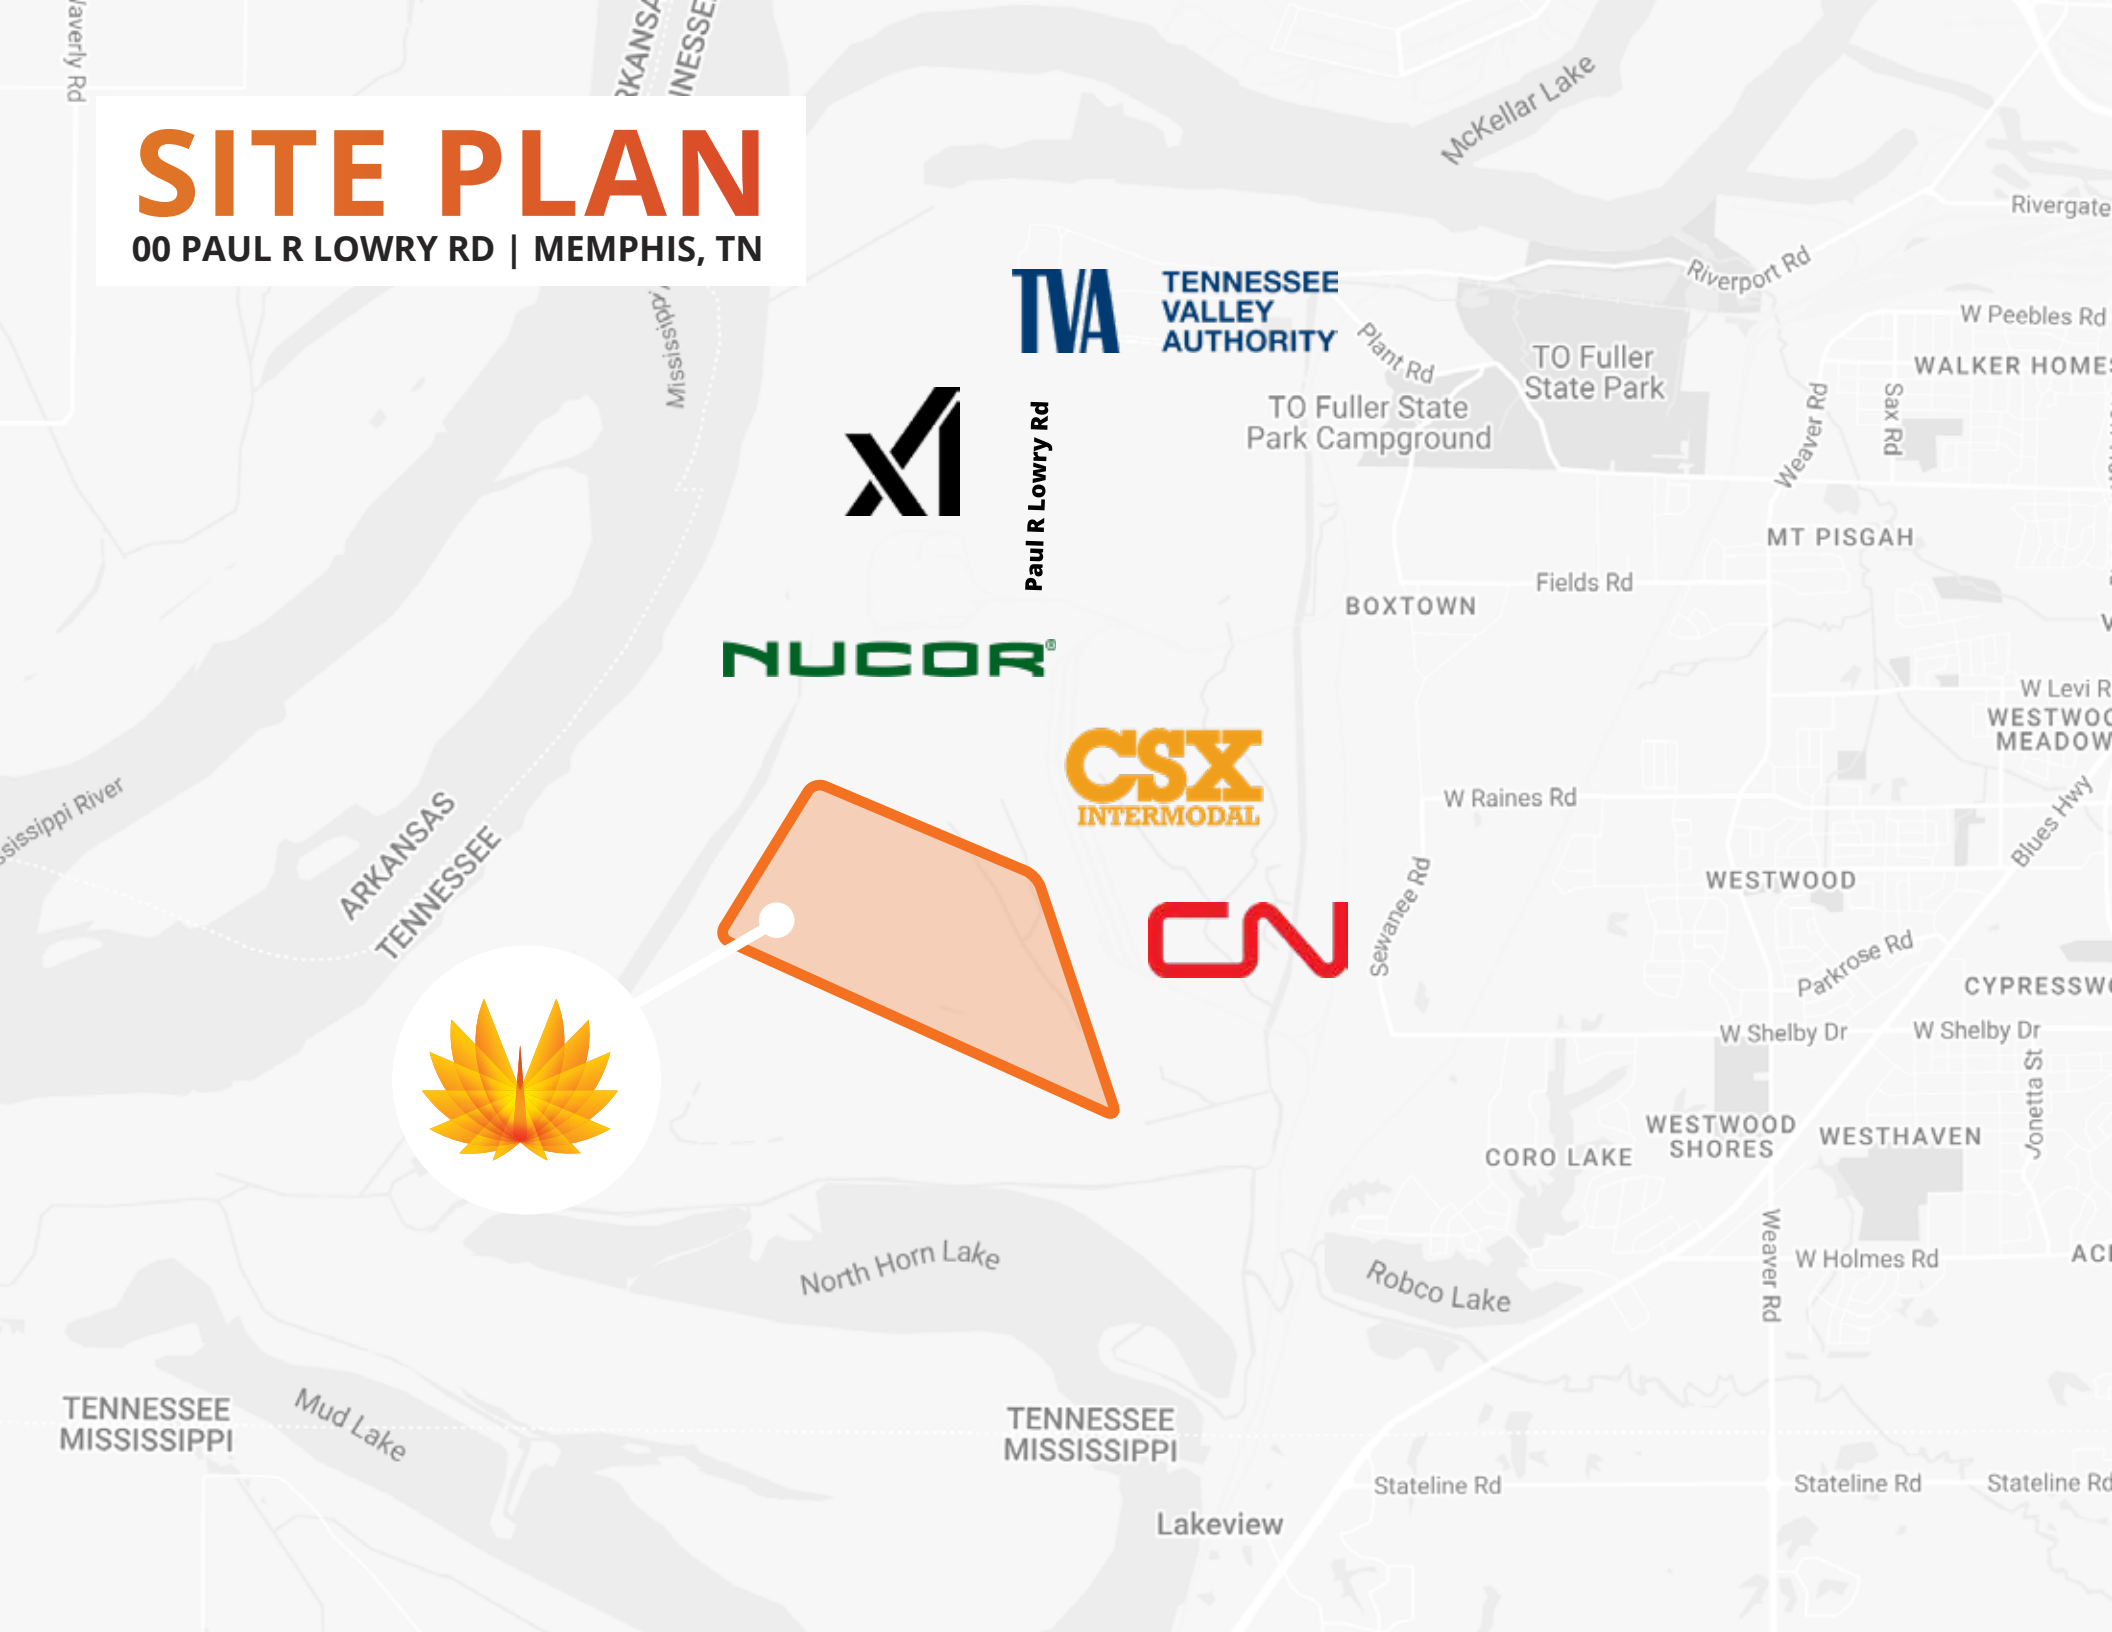 SITE PLAN
00 PAUL R LOWRY RD | MEMPHIS, TN
Mississippi
McKellar Lake
Rivergate
Riverport Rd
W Peebles Rd
TVA
TENNESSEE
VALLEY
AUTHORITY
Plant Rd
TO Fuller
State Park
WALKER HOMES
TO Fuller State
Park Campground
Weaver Rd
Sax Rd
Paul R Lowry Rd
MT PISGAH
Fields Rd
BOXTOWN
NUCOR®
W Levi R
WESTWOO
MEADOW
CSX
INTERMODAL
W Raines Rd
Blues Hwy
ssissippi River
ARKANSAS
TENNESSEE
WESTWOOD
Sewanee Rd
CN
Parkrose Rd
CYPRESSWO
W Shelby Dr
W Shelby Dr
Jonetta St
WESTWOOD
SHORES
WESTHAVEN
CORO LAKE
North Horn Lake
Robco Lake
Weaver Rd
W Holmes Rd
Mud Lake
TENNESSEE
MISSISSIPPI
TENNESSEE
MISSISSIPPI
Stateline Rd
Stateline Rd
Stateline Rd
Lakeview